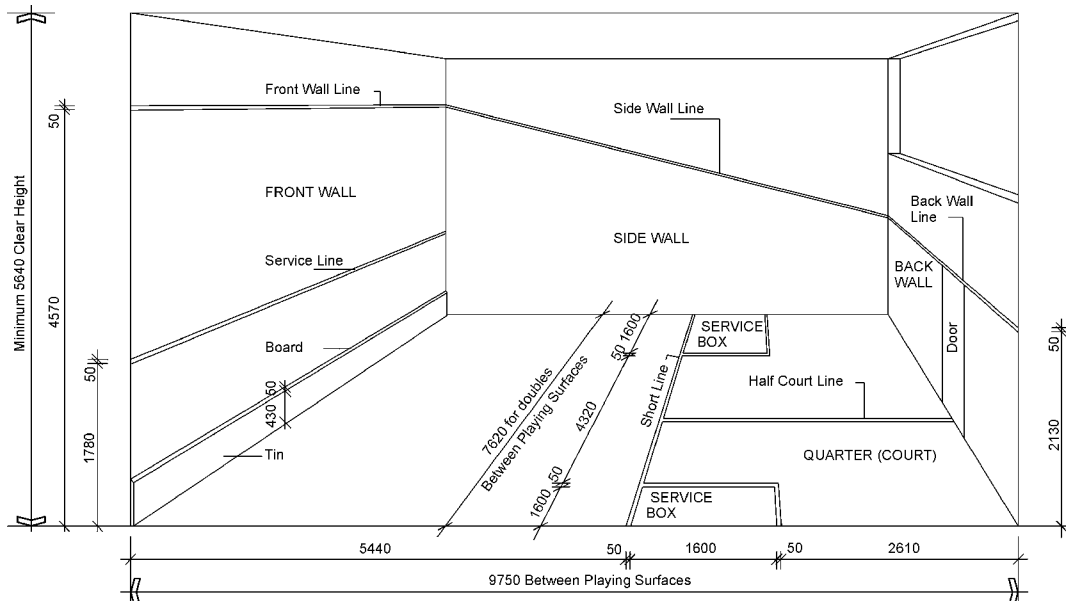 Front Wall Line
Side Wall Line
50
Minimum 5640 Clear Height
FRONT WALL
Back Wall
Line
SIDE WALL
Service Line
BACK
WALL
4570
1600
SERVICE
BOX
50
Door
50
Board
50
7620 for doubles
Between Playing Surfaces
Short Line
Half Court Line
50
430
4320
1780
2130
Tin
QUARTER (COURT)
50
1600
SERVICE
BOX
5440
50
1600
50
2610
9750 Between Playing Surfaces